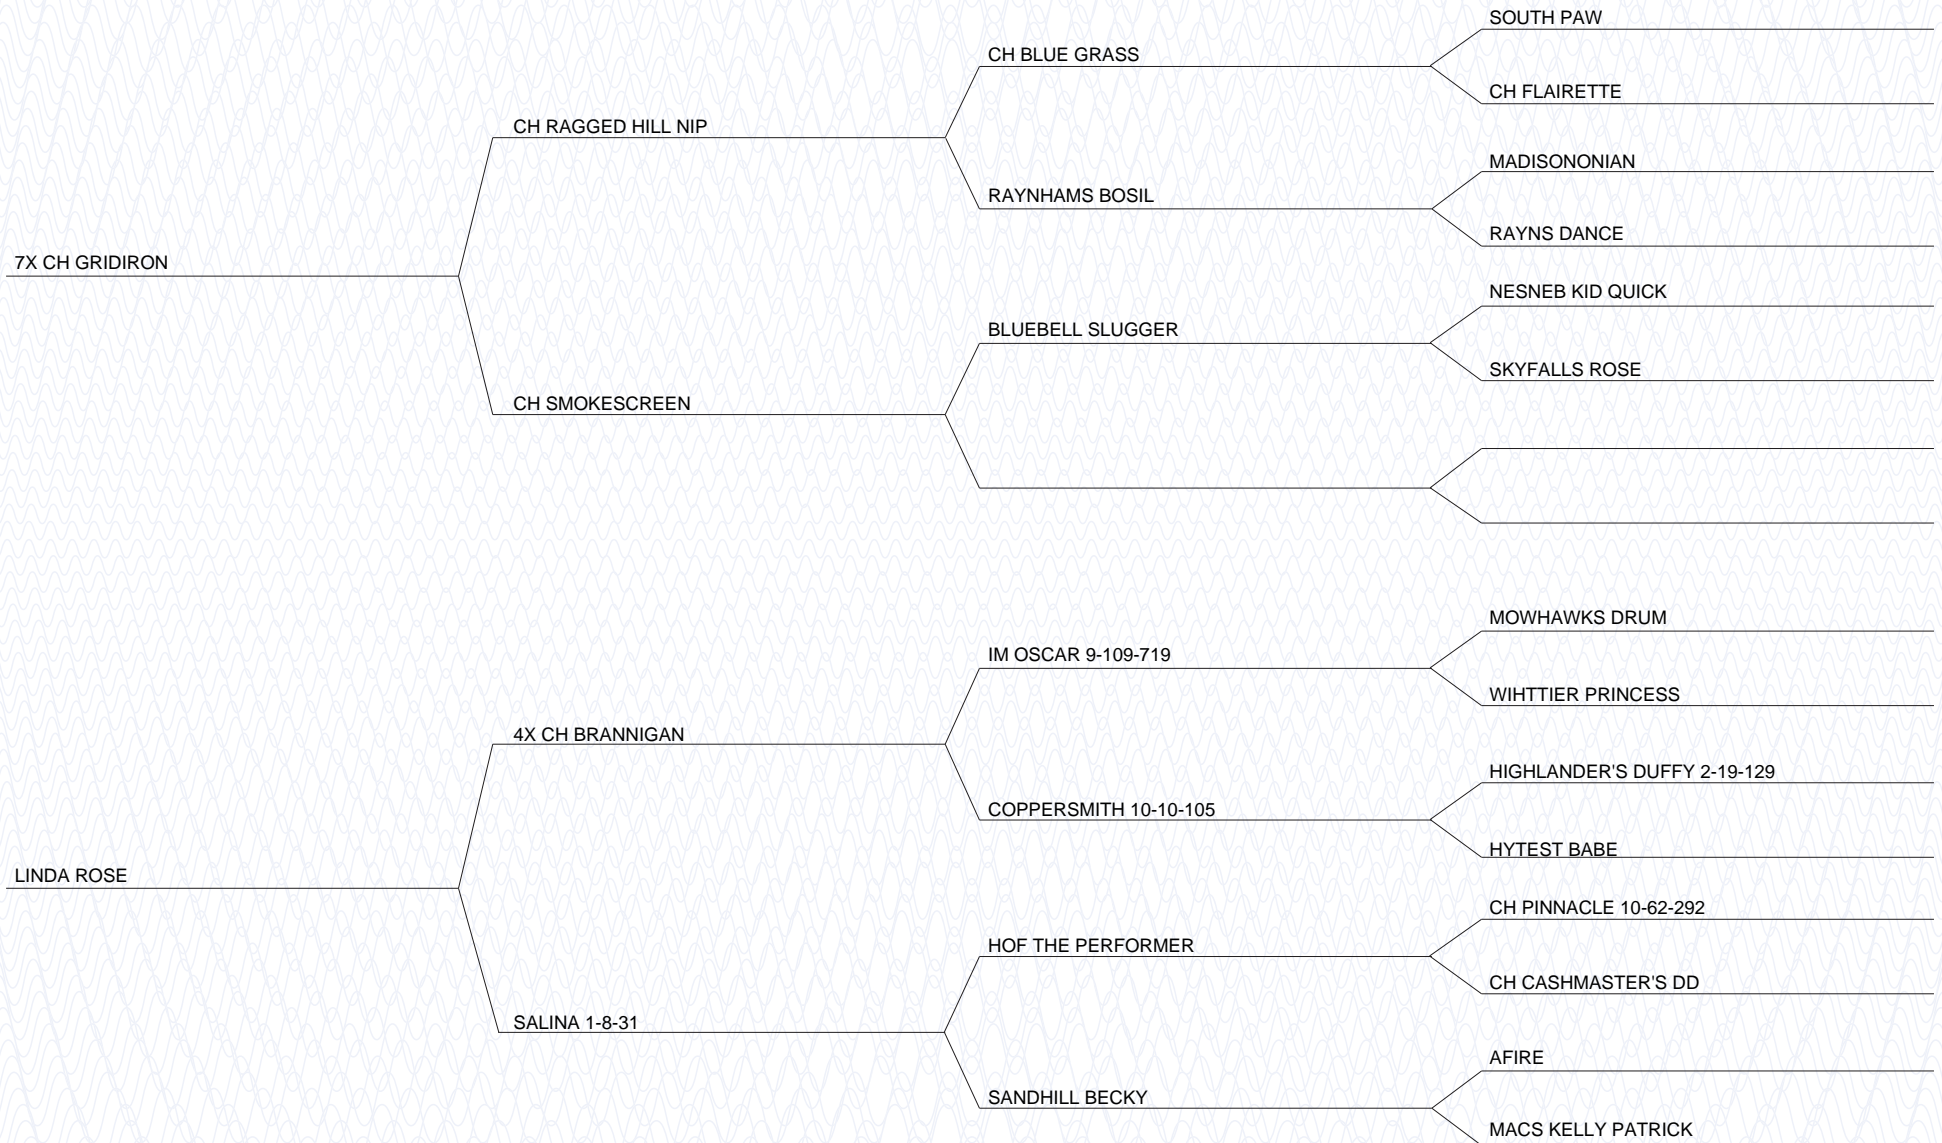 SOUTH PAW
CH BLUE GRASS
CH FLAIRETTE
CH RAGGED HILL NIP
MADISONONIAN
RAYNHAMS BOSIL
RAYNS DANCE
7X CH GRIDIRON
NESNEB KID QUICK
BLUEBELL SLUGGER
SKYFALLS ROSE
CH SMOKESCREEN
MOWHAWKS DRUM
IM OSCAR 9-109-719
WIHTTIER PRINCESS
4X CH BRANNIGAN
HIGHLANDER'S DUFFY 2-19-129
COPPERSMITH 10-10-105
HYTEST BABE
LINDA ROSE
CH PINNACLE 10-62-292
HOF THE PERFORMER
CH CASHMASTER'S DD
SALINA 1-8-31
AFIRE
SANDHILL BECKY
MACS KELLY PATRICK